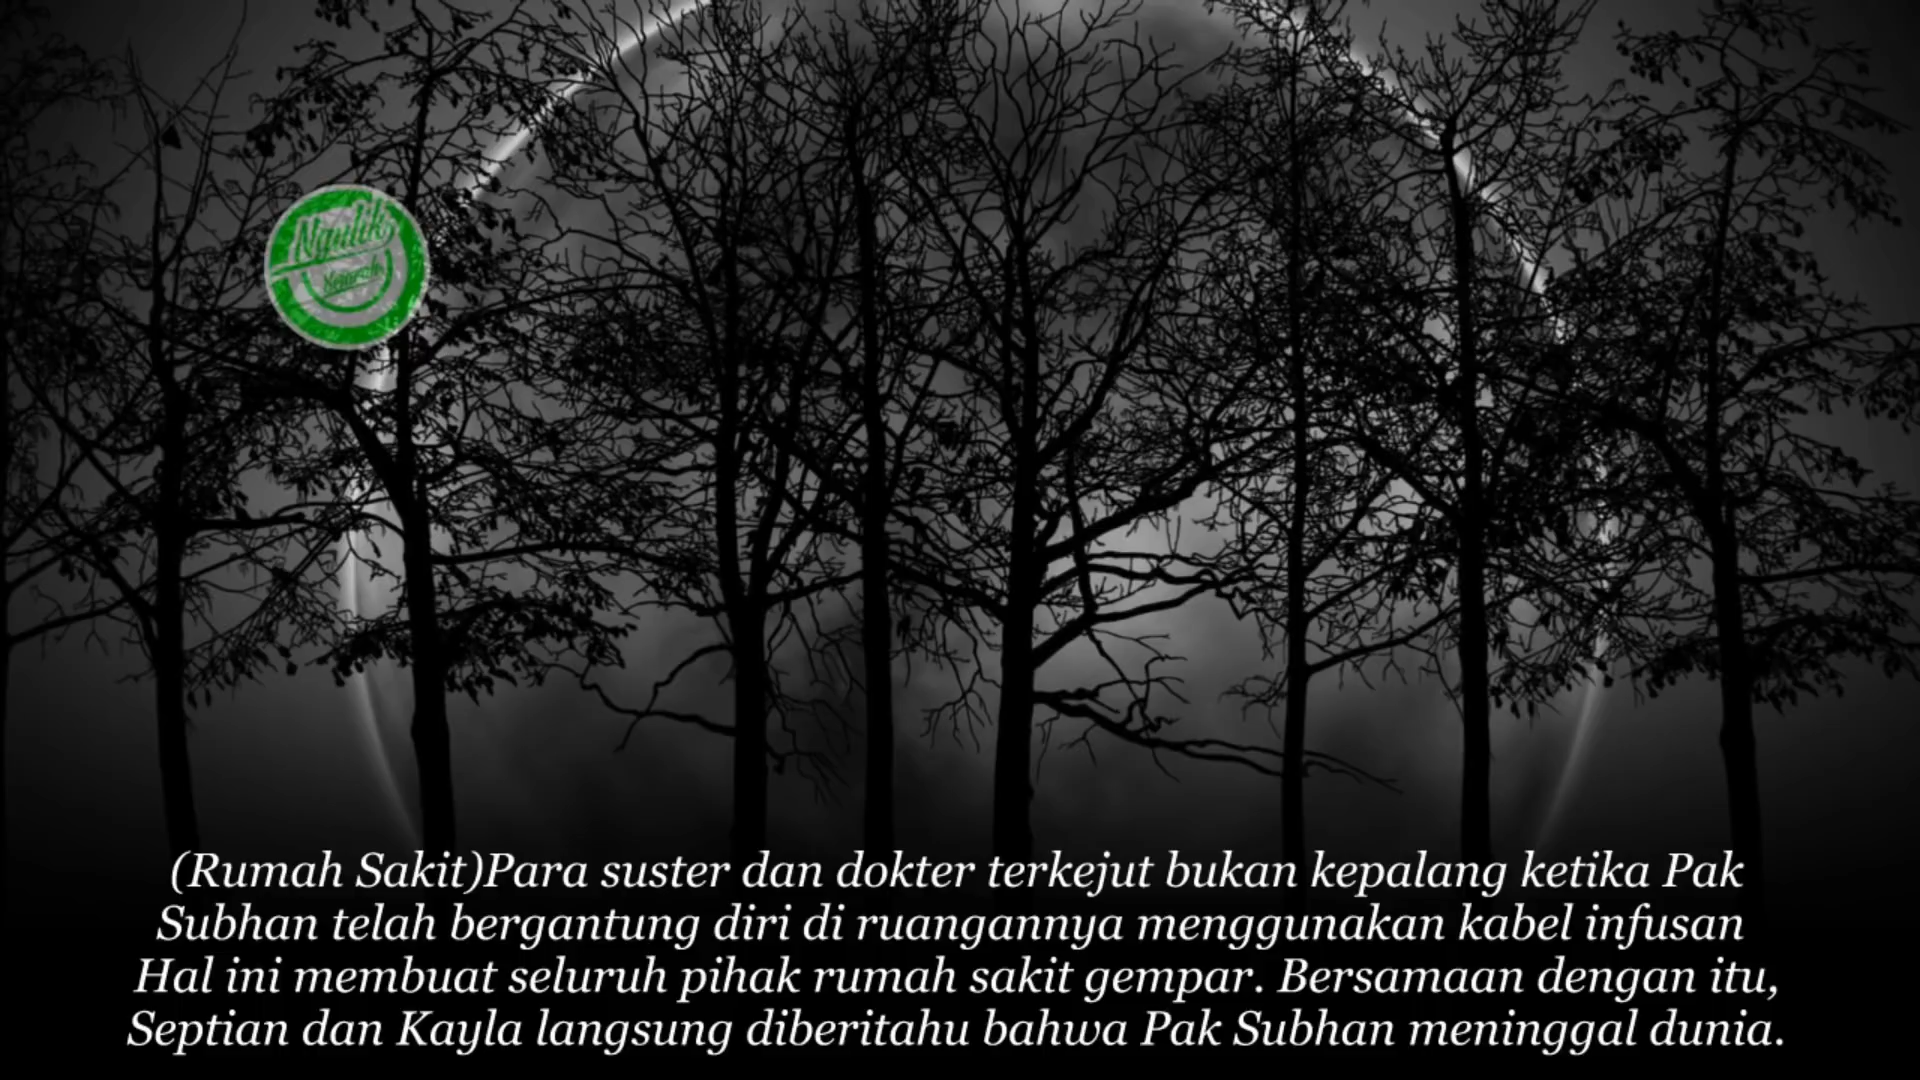 Ngulik
Sejarah
(Rumah Sakit)Para suster dan dokter terkejut bukan kepalang ketika Pak
Subhan telah bergantung diri di ruangannya menggunakan kabel infusan
Hal ini membuat seluruh pihak rumah sakit gempar. Bersamaan dengan itu,
Septian dan Kayla langsung diberitahu bahwa Pak Subhan meninggal dunia.